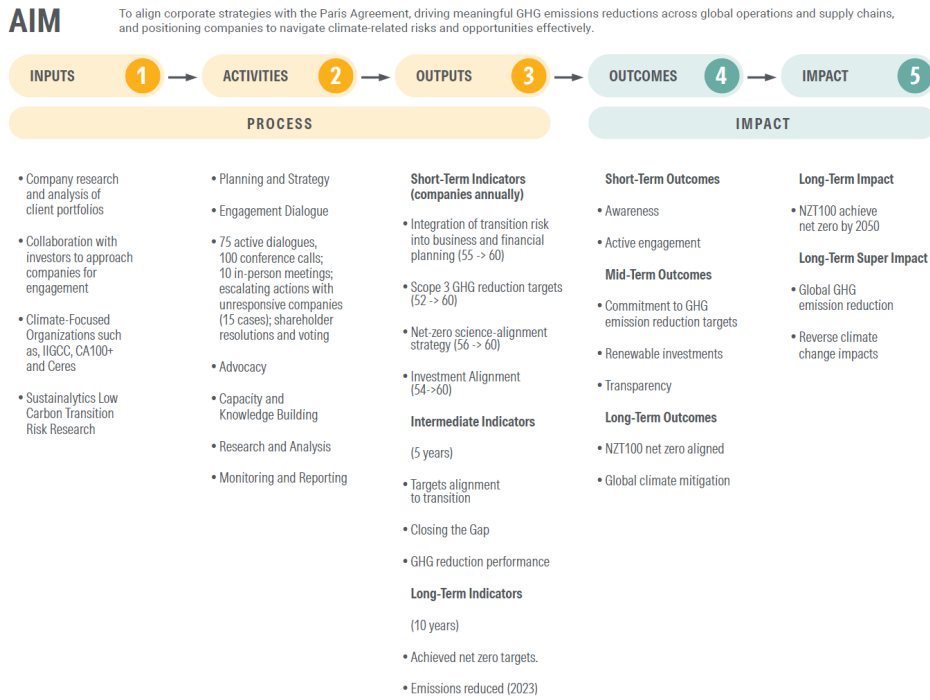 AIM
To align corporate strategies with the Paris Agreement, driving meaningful GHG emissions reductions across global operations and supply chains,
and positioning companies to navigate climate-related risks and opportunities effectively.
INPUTS 1
ACTIVITIES 2
OUTPUTS 3
OUTCOMES 4
IMPACT 5
PROCESS
IMPACT
• Company research
and analysis of
client portfolios
• Collaboration with
investors to approach
companies for
engagement
• Climate-Focused
Organizations such
as, IIGCC, CA100+
and Ceres
• Sustainalytics Low
Carbon Transition
Risk Research
• Planning and Strategy
• Engagement Dialogue
• 75 active dialogues,
100 conference calls;
10 in-person meetings;
escalating actions with
unresponsive companies
(15 cases); shareholder
resolutions and voting
• Advocacy
• Capacity and
Knowledge Building
• Research and Analysis
• Monitoring and Reporting
Short-Term Indicators
(companies annually)
• Integration of transition risk
into business and financial
planning (55 -> 60)
• Scope 3 GHG reduction targets
(52 -> 60)
• Net-zero science-alignment
strategy (56 -> 60)
• Investment Alignment
(54->60)
Intermediate Indicators
(5 years)
• Targets alignment
to transition
• Closing the Gap
• GHG reduction performance
Long-Term Indicators
(10 years)
• Achieved net zero targets.
• Emissions reduced (2023)
Short-Term Outcomes
• Awareness
• Active engagement
Mid-Term Outcomes
• Commitment to GHG
emission reduction targets
• Renewable investments
• Transparency
Long-Term Outcomes
• NZT100 net zero aligned
• Global climate mitigation
Long-Term Impact
• NZT100 achieve
net zero by 2050
Long-Term Super Impact
• Global GHG
emission reduction
• Reverse climate
change impacts